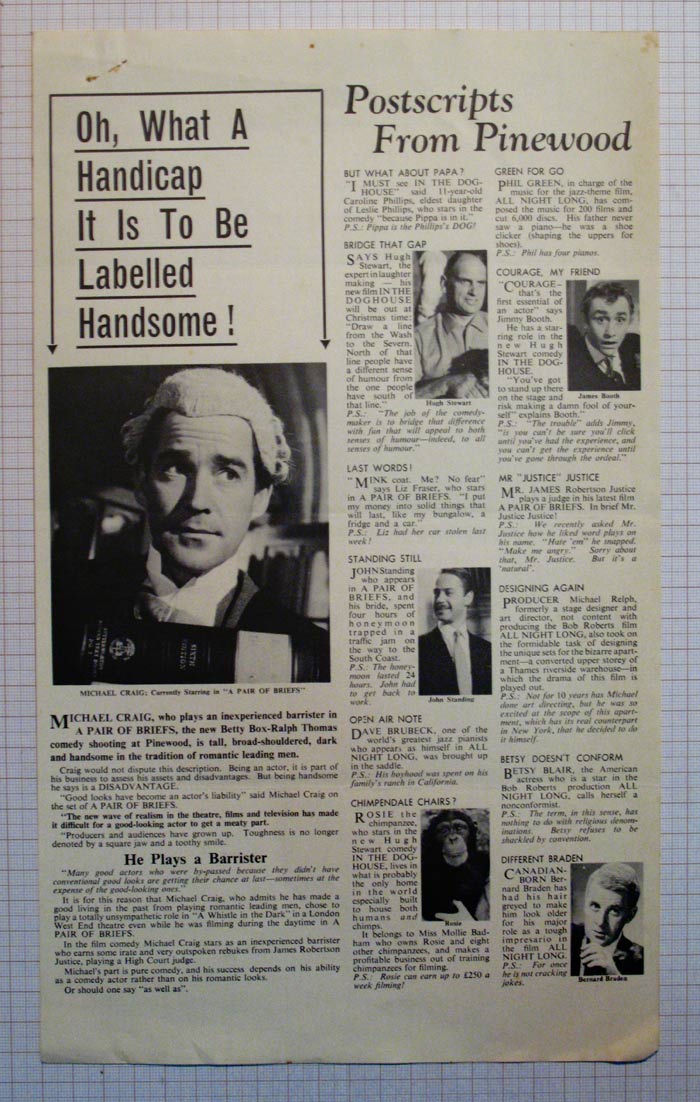 Oh, What A
Handicap
It Is To Be
Labelled
Handsome !
MICHAEL CRAIG: Currently Starring in "A PAIR OF BRIEFS"
MICHAEL CRAIG, who plays an inexperienced barrister in
A PAIR OF BRIEFS, the new Betty Box-Ralph Thomas
comedy shooting at Pinewood, is tall, broad-shouldered, dark
and handsome in the tradition of romantic leading men.
Craig would not dispute this description. Being an actor, it is part of
his business to assess his assets and disadvantages. But being handsome
he says is a DISADVANTAGE.
"Good looks have become an actor's liability" said Michael Craig on
the set of A PAIR OF BRIEFS.
"The new wave of realism in the theatre, films and television has made
it difficult for a good-looking actor to get a meaty part.
"Producers and audiences have grown up. Toughness is no longer
denoted by a square jaw and a toothy smile.
He Plays a Barrister
"Many good actors who were by-passed because they didn't have
conventional good looks are getting their chance at last—sometimes at the
expense of the good-looking ones."
It is for this reason that Michael Craig, who admits he has made a
good living in the past from playing romantic leading men, chose to
play a totally unsympathetic role in "A Whistle in the Dark" in a London
West End theatre even while he was filming during the daytime in A
PAIR OF BRIEFS.
In the film comedy Michael Craig stars as an inexperienced barrister
who earns some irate and very outspoken rebukes from James Robertson
Justice, playing a High Court judge.
Michael's part is pure comedy, and his success depends on his ability
as a comedy actor rather than on his romantic looks.
Or should one say "as well as".
Postscripts
From Pinewood
BUT WHAT ABOUT PAPA ?
"I MUST see IN THE DOG-
HOUSE" said 11-year-old
Caroline Phillips, eldest daughter
of Leslie Phillips, who stars in the
comedy "because Pippa is in it."
P.S.: Pippa is the Phillips's DOG!
BRIDGE THAT GAP
SAYS Hugh
Stewart, the
expert in laughter
making — his
new film IN THE
DOGHOUSE
will be out at
Christmas time:
"Draw a line
from the Wash
to the Severn.
North of that
line people have
a different sense
of humour from
the one people
have south of
that line."
Hugh Stewart
P.S.: "The job of the comedy-
maker is to bridge that difference
with fun that will appeal to both
senses of humour—indeed, to all
senses of humour."
LAST WORDS !
"MINK coat. Me? No fear"
says Liz Fraser, who stars
in A PAIR OF BRIEFS. "I put
my money into solid things that
will last, like my bungalow, a
fridge and a car."
P.S.: Liz had her car stolen last
week!
STANDING STILL
JOHN Standing
who appears
in A PAIR OF
BRIEFS, and
his bride, spent
four hours of
honeymoon
trapped in a
traffic jam on
the way to the
South Coast.
P.S.: The honey-
moon lasted 24
hours. John had
to get back to
work.
John Standing
OPEN AIR NOTE
DAVE BRUBECK, one of the
world's greatest jazz pianists
who appears as himself in ALL
NIGHT LONG, was brought up
in the saddle.
P.S.: His boyhood was spent on his
family's ranch in California.
CHIMPENDALE CHAIRS ?
ROSIE the
chimpanzee,
who stars in the
new Hugh
Stewart comedy
IN THE DOG-
HOUSE, lives in
what is probably
the only home
in the world
especially built
to house both
humans and
chimps.
Rosie
It belongs to Miss Mollie Bad-
ham who owns Rosie and eight
other chimpanzees, and makes a
profitable business out of training
chimpanzees for filming.
P.S.: Rosie can earn up to £250 a
week filming!
GREEN FOR GO
PHIL GREEN, in charge of the
music for the jazz-theme film,
ALL NIGHT LONG, has com-
posed the music for 200 films and
cut 6,000 discs. His father never
saw a piano—he was a shoe
clicker (shaping the uppers for
shoes).
P.S.: Phil has four pianos.
COURAGE, MY FRIEND
"COURAGE—
that's the
first essential of
an actor" says
Jimmy Booth.
He has a star-
ring role in the
new Hugh
Stewart comedy
IN THE DOG-
HOUSE.
"You've got
to stand up there
on the stage and
James Booth
risk making a damn fool of your-
self" explains Booth."
P.S.: "The trouble" adds Jimmy,
"is you can't be sure you'll click
until you've had the experience, and
you can't get the experience until
you've gone through the ordeal."
MR "JUSTICE" JUSTICE
MR. JAMES Robertson Justice
plays a judge in his latest film
A PAIR OF BRIEFS. In brief Mr.
Justice Justice!
P.S.: We recently asked Mr.
Justice how he liked word plays on
his name. "Hate 'em" he snapped.
"Make me angry." Sorry about
that, Mr. Justice. But it's a
"natural".
DESIGNING AGAIN
PRODUCER Michael Relph,
formerly a stage designer and
art director, not content with
producing the Bob Roberts film
ALL NIGHT LONG, also took on
the formidable task of designing
the unique sets for the bizarre apart-
ment—a converted upper storey of
a Thames riverside warehouse—in
which the drama of this film is
played out.
P.S.: Not for 10 years has Michael
done art directing, but he was so
excited at the scope of this apart-
ment, which has its real counterpart
in New York, that he decided to do
it himself.
BETSY DOESN'T CONFORM
BETSY BLAIR, the American
actress who is a star in the
Bob Roberts production ALL
NIGHT LONG, calls herself a
nonconformist.
P.S.: The term, in this sense, has
nothing to do with religious denom-
inations. Betsy refuses to be
shackled by convention.
DIFFERENT BRADEN
CANADIAN-
BORN Ber-
nard Braden has
had his hair
greyed to make
him look older
for his major
role as a tough
impresario in
the film ALL
NIGHT LONG.
P.S.: For once
he is not cracking
jokes.
Bernard Braden